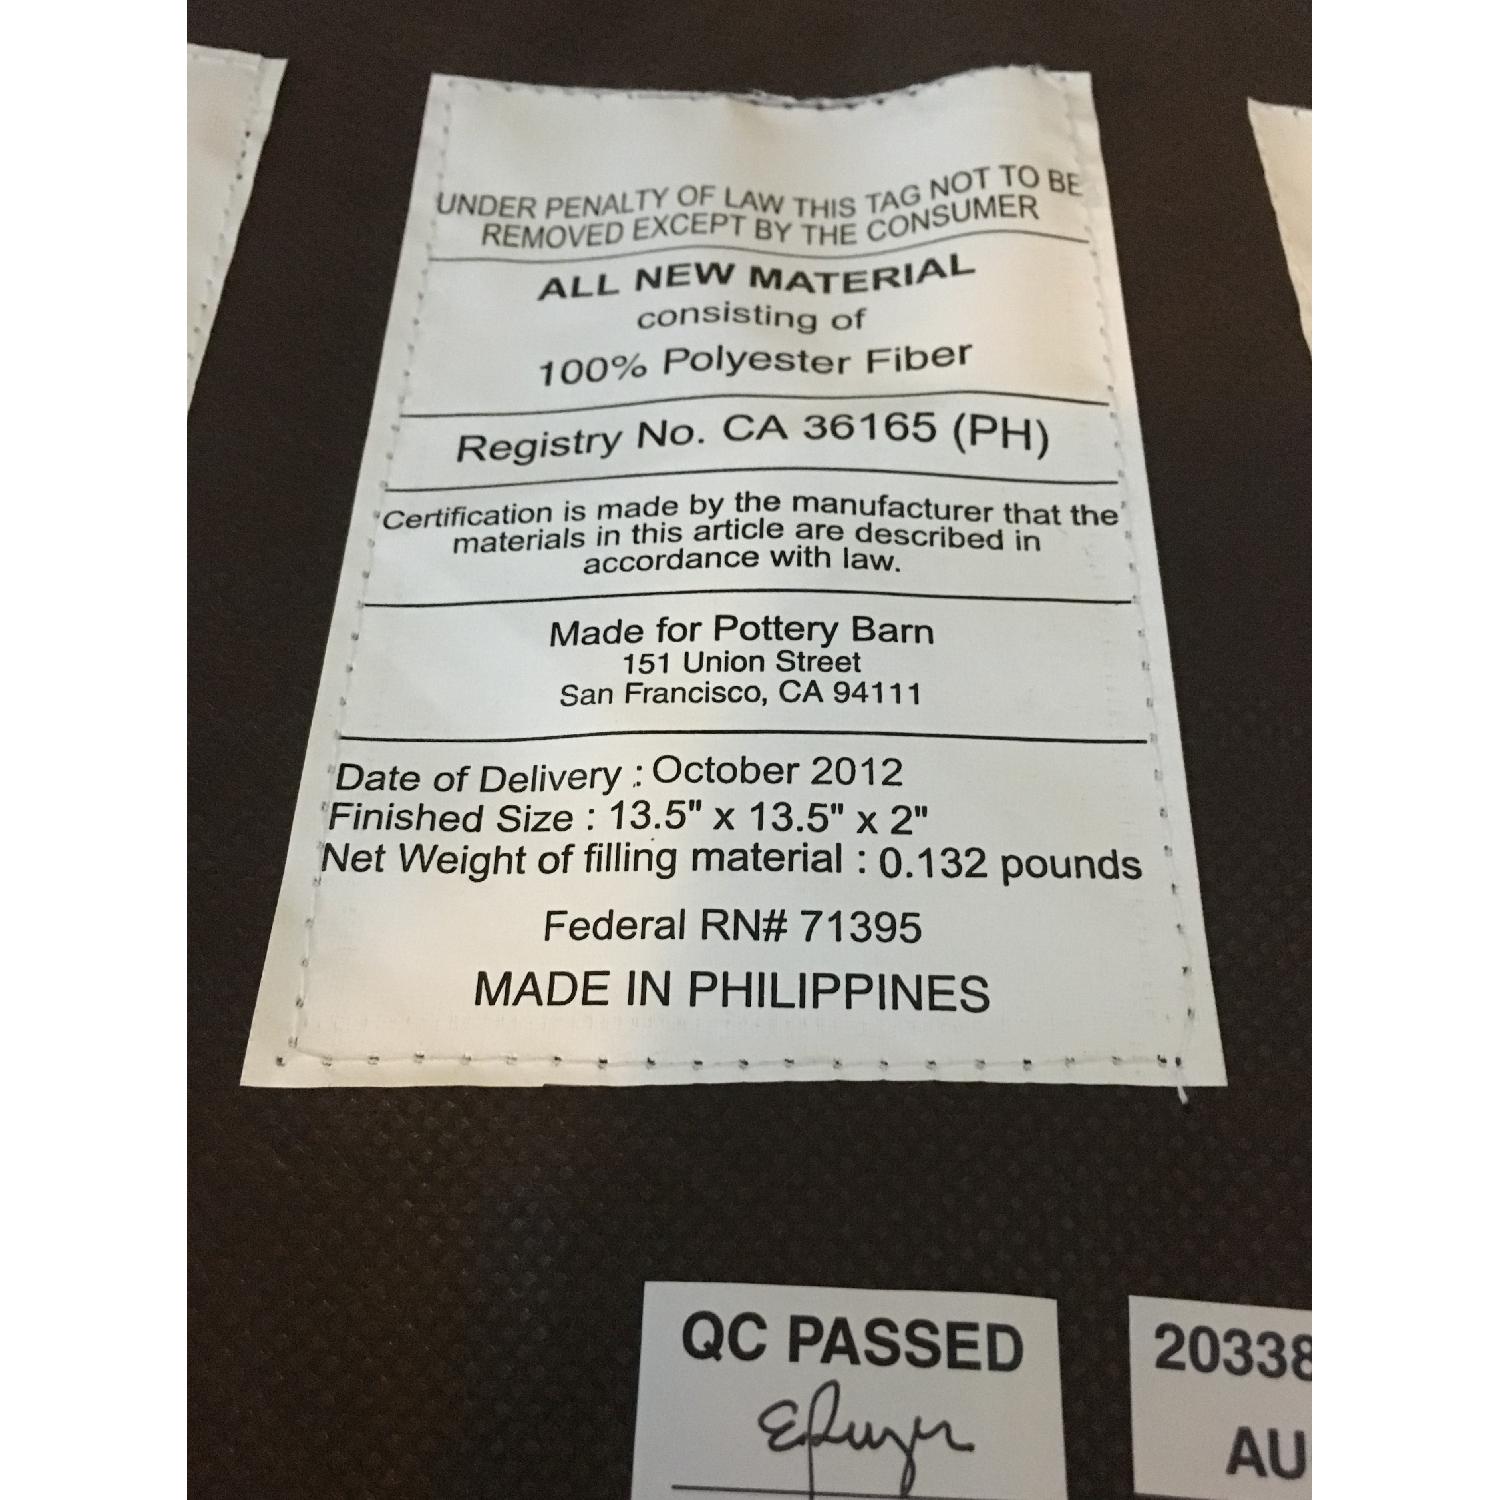 UNDER PENALTY OF LAW THIS TAG NOT TO BE
REMOVED EXCEPT BY THE CONSUMER
ALL NEW MATERIAL
consisting of
100% Polyester Fiber
Registry No. CA 36165 (PH)
Certification is made by the manufacturer that the
materials in this article are described in
accordance with law.
Made for Pottery Barn
151 Union Street
San Francisco, CA 94111
Date of Delivery : October 2012
Finished Size : 13.5" x 13.5" x 2"
Net Weight of filling material : 0.132 pounds
Federal RN# 71395
MADE IN PHILIPPINES
QC PASSED
20338
AU